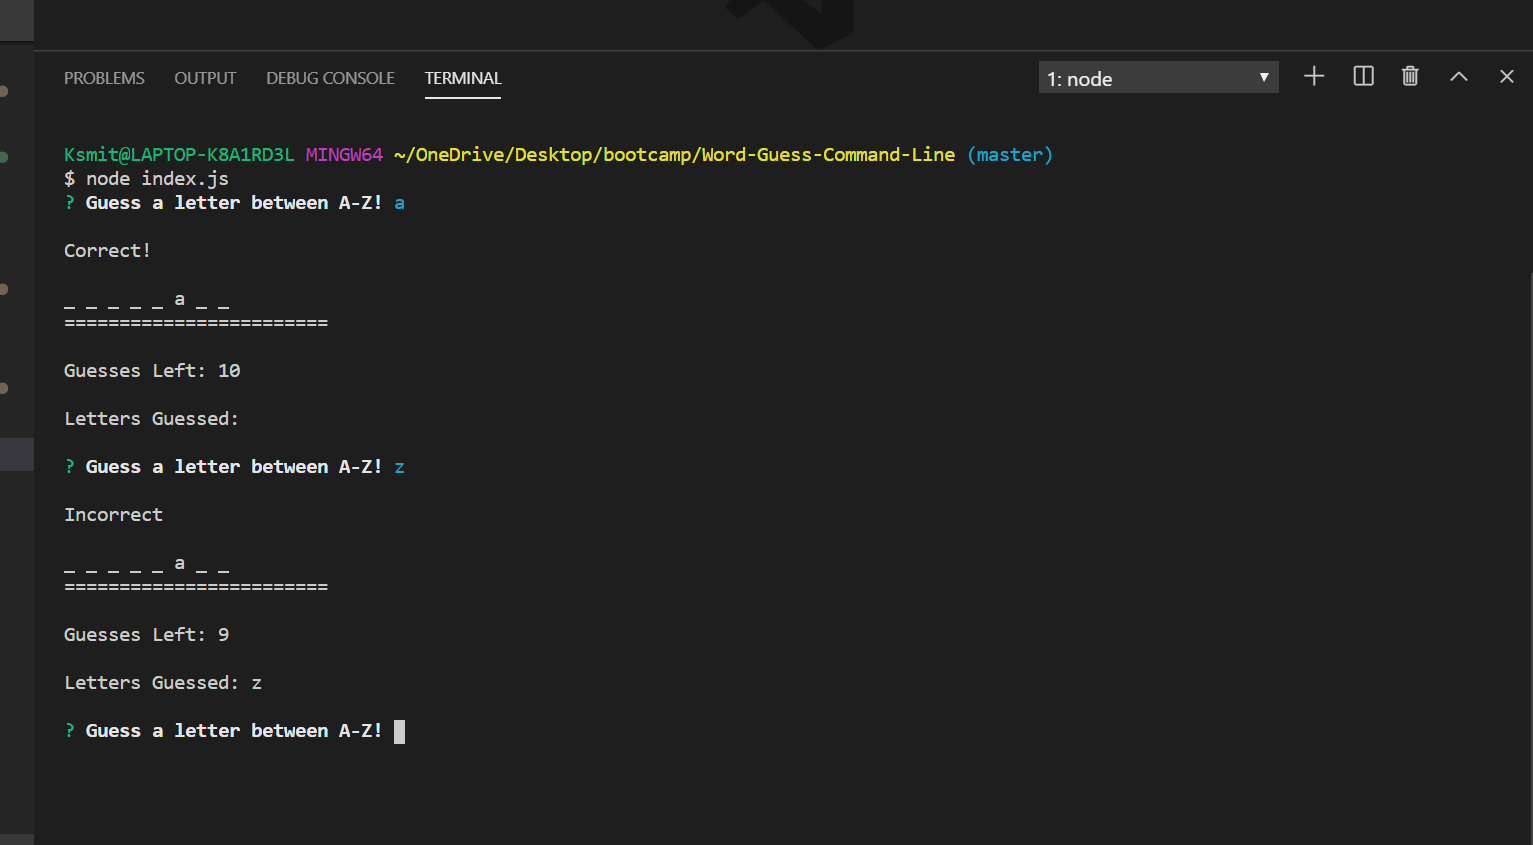 PROBLEMS OUTPUT DEBUG CONSOLE TERMINAL 1: node
Ksmit@LAPTOP-K8A1RD3L MINGW64 ~/OneDrive/Desktop/bootcamp/Word-Guess-Command-Line (master)
$ node index.js
? Guess a letter between A-Z! a
Correct!
_ _ _ _ _ a _ _
========================
Guesses Left: 10
Letters Guessed:
? Guess a letter between A-Z! z
Incorrect
_ _ _ _ _ a _ _
========================
Guesses Left: 9
Letters Guessed: z
? Guess a letter between A-Z!